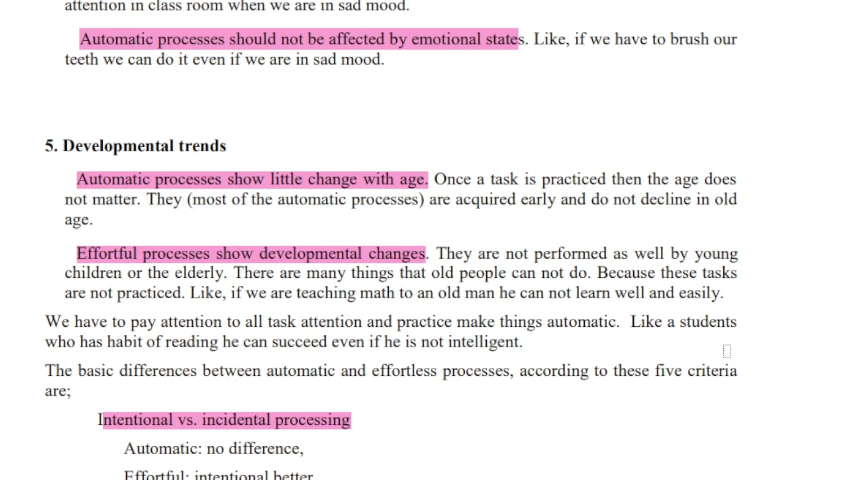 attention in class room when we are in sad mood.
Automatic processes should not be affected by emotional states. Like, if we have to brush our
teeth we can do it even if we are in sad mood.
5. Developmental trends
Automatic processes show little change with age. Once a task is practiced then the age does
not matter. They (most of the automatic processes) are acquired early and do not decline in old
age.
Effortful processes show developmental changes. They are not performed as well by young
children or the elderly. There are many things that old people can not do. Because these tasks
are not practiced. Like, if we are teaching math to an old man he can not learn well and easily.
We have to pay attention to all task attention and practice make things automatic. Like a students
who has habit of reading he can succeed even if he is not intelligent.
The basic differences between automatic and effortless processes, according to these five criteria
are;
Intentional vs. incidental processing
Automatic: no difference,
Effortful: intentional better